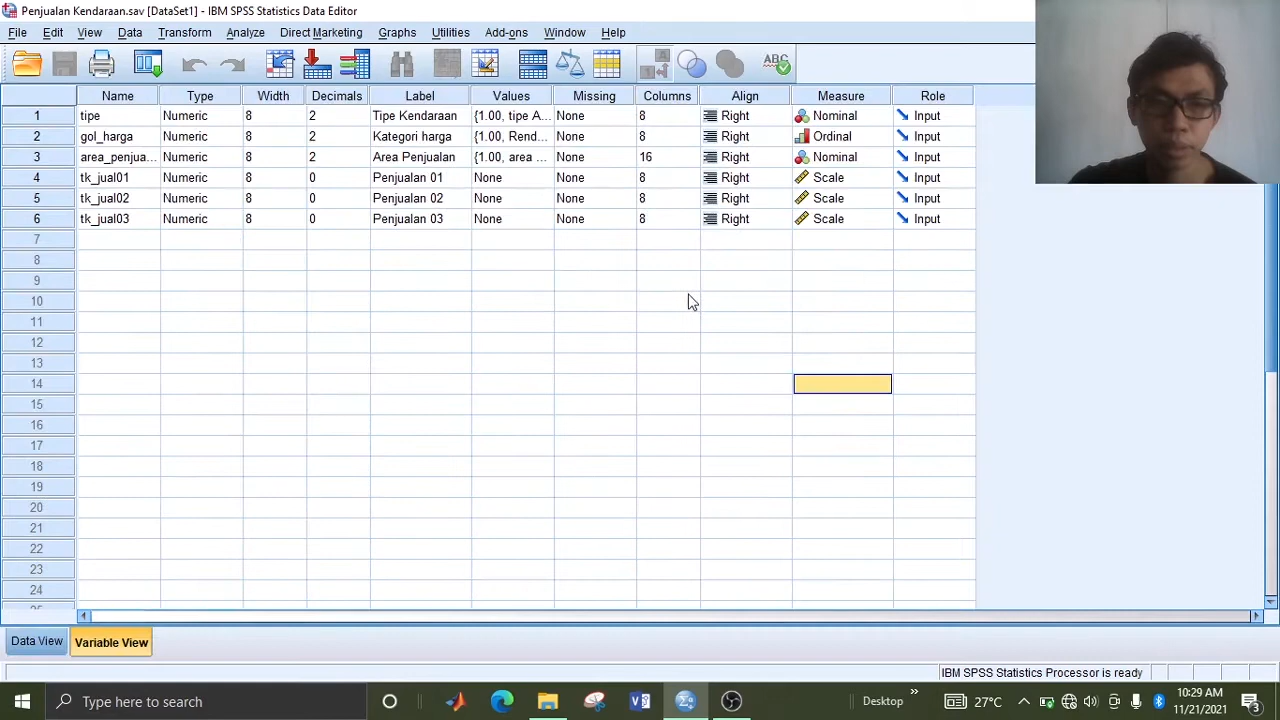 Penjualan Kendaraan.sav [DataSet1] - IBM SPSS Statistics Data Editor
File Edit View Data Transform Analyze Direct Marketing Graphs Utilities Add-ons Window Help
Name Type Width Decimals Label Values Missing Columns Align Measure Role
1 tipe Numeric 8 2 Tipe Kendaraan {1.00, tipe A... None 8 Right Nominal Input
2 gol_harga Numeric 8 2 Kategori harga {1.00, Rend... None 8 Right Ordinal Input
3 area_penjua... Numeric 8 2 Area Penjualan {1.00, area ... None 16 Right Nominal Input
4 tk_jual01 Numeric 8 0 Penjualan 01 None None 8 Right Scale Input
5 tk_jual02 Numeric 8 0 Penjualan 02 None None 8 Right Scale Input
6 tk_jual03 Numeric 8 0 Penjualan 03 None None 8 Right Scale Input
7
8
9
10
11
12
13
14
15
16
17
18
19
20
21
22
23
24
Data View Variable View
IBM SPSS Statistics Processor is ready
Type here to search Desktop 27°C 10:29 AM
11/21/2021